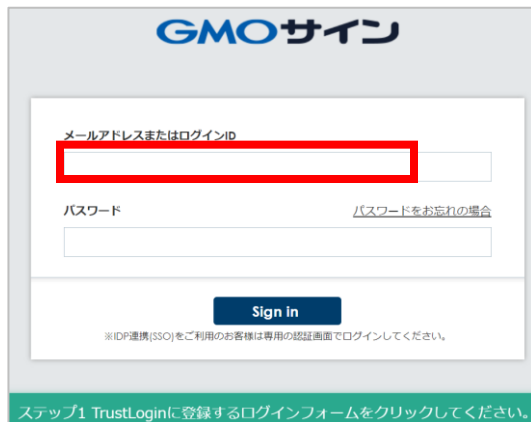 GMOサイン
メールアドレスまたはログインID
パスワード
パスワードをお忘れの場合
Sign in
※IDP連携(SSO)をご利用のお客様は専用の認証画面でログインしてください。
ステップ1 TrustLoginに登録するログインフォームをクリックしてください。